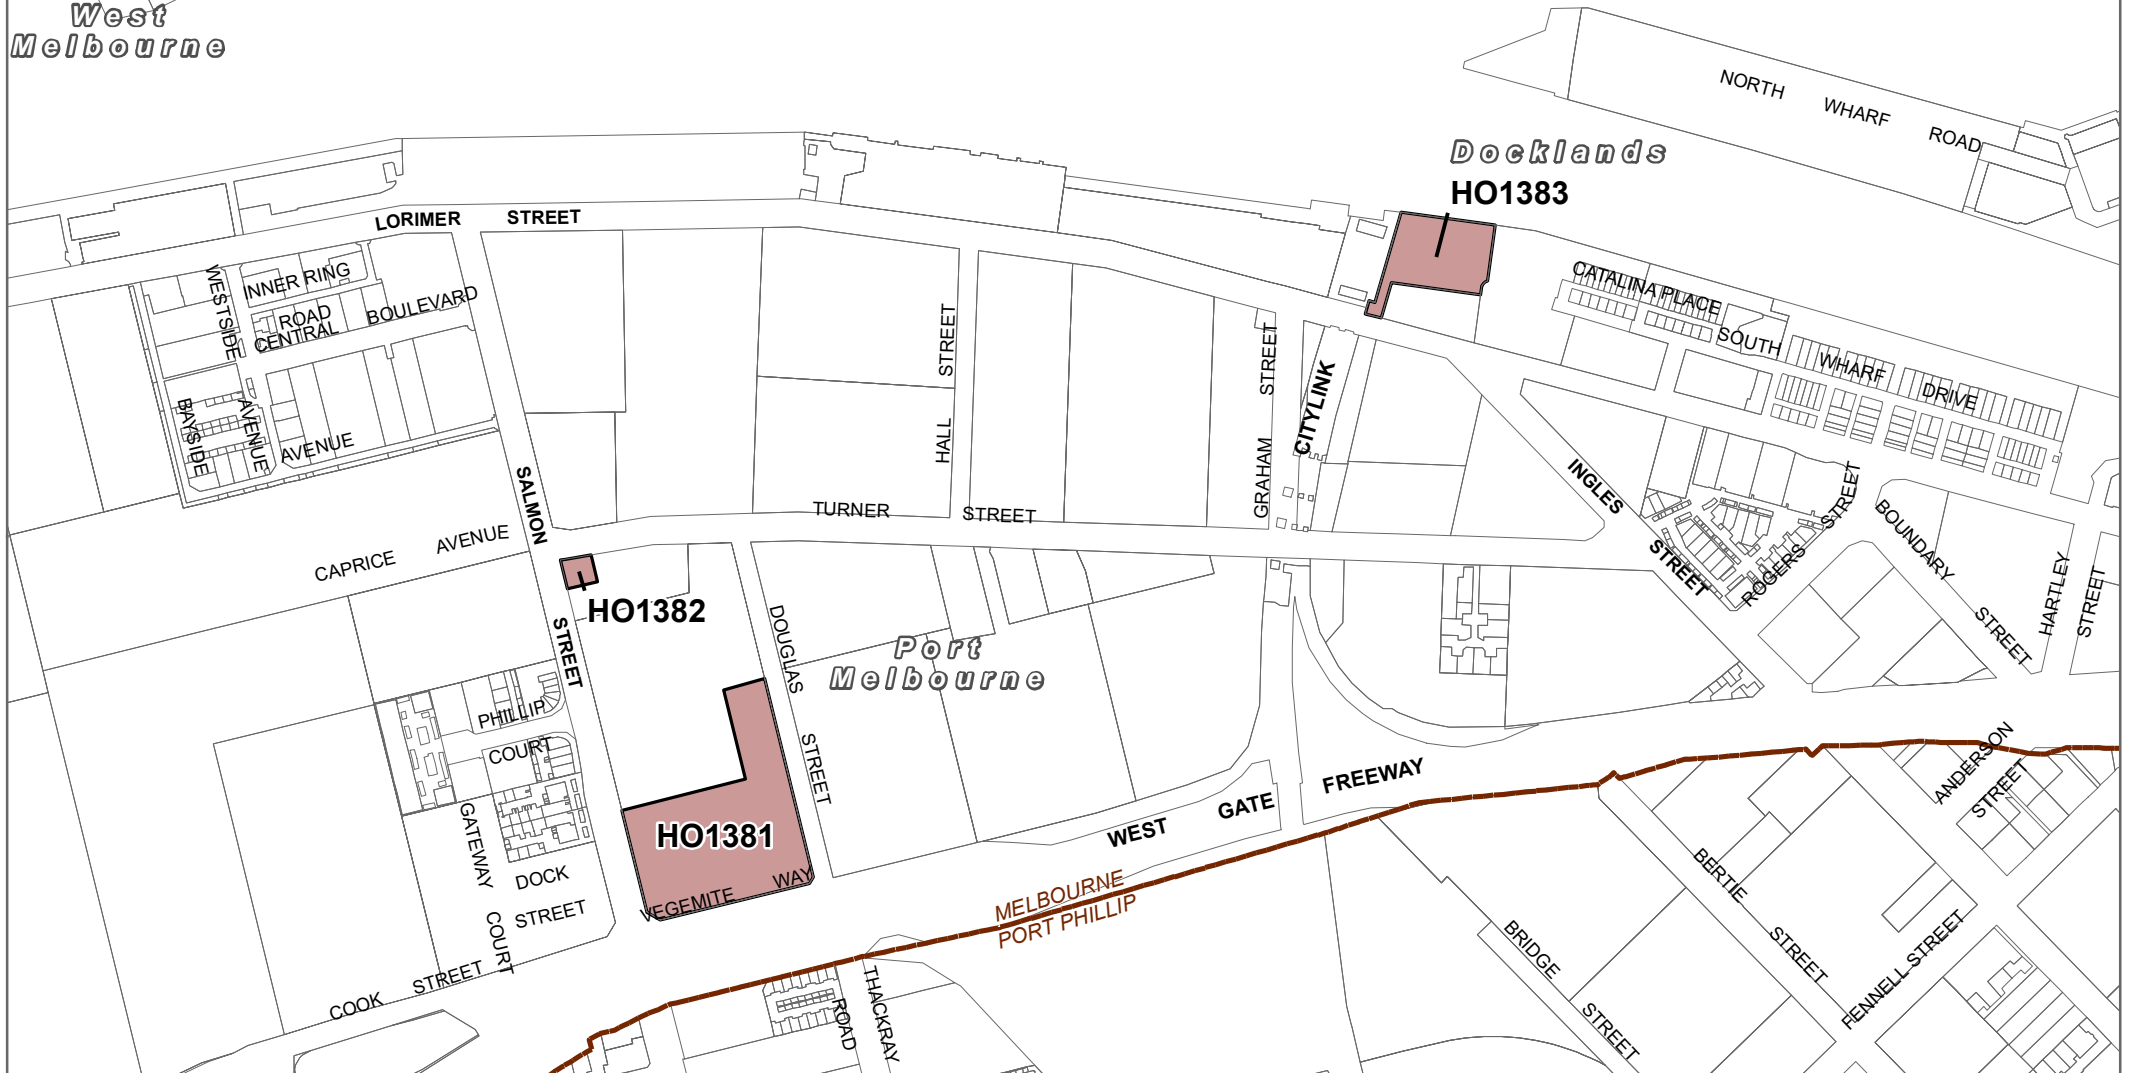 West
Melbourne
NORTH WHARF ROAD
Docklands
HO1383
LORIMER STREET
INNER RING
ROAD
CENTRAL BOULEVARD
WESTSIDE
AVENUE
BAYSIDE
AVENUE
CATALINA PLACE
SOUTH WHARF DRIVE
HALL STREET
GRAHAM STREET
CITYLINK
SALMON
STREET
TURNER STREET
INGLES
STREET
ROGERS STREET
BOUNDARY
STREET
HARTLEY
STREET
CAPRICE AVENUE
HO1382
DOUGLAS
STREET
Port
Melbourne
PHILLIP
COURT
GATEWAY
COURT
DOCK
STREET
COOK STREET
HO1381
VEGEMITE WAY
WEST GATE FREEWAY
MELBOURNE
PORT PHILLIP
ANDERSON
STREET
BERTIE
STREET
BRIDGE
STREET
FENNELL STREET
THACKRAY
ROAD